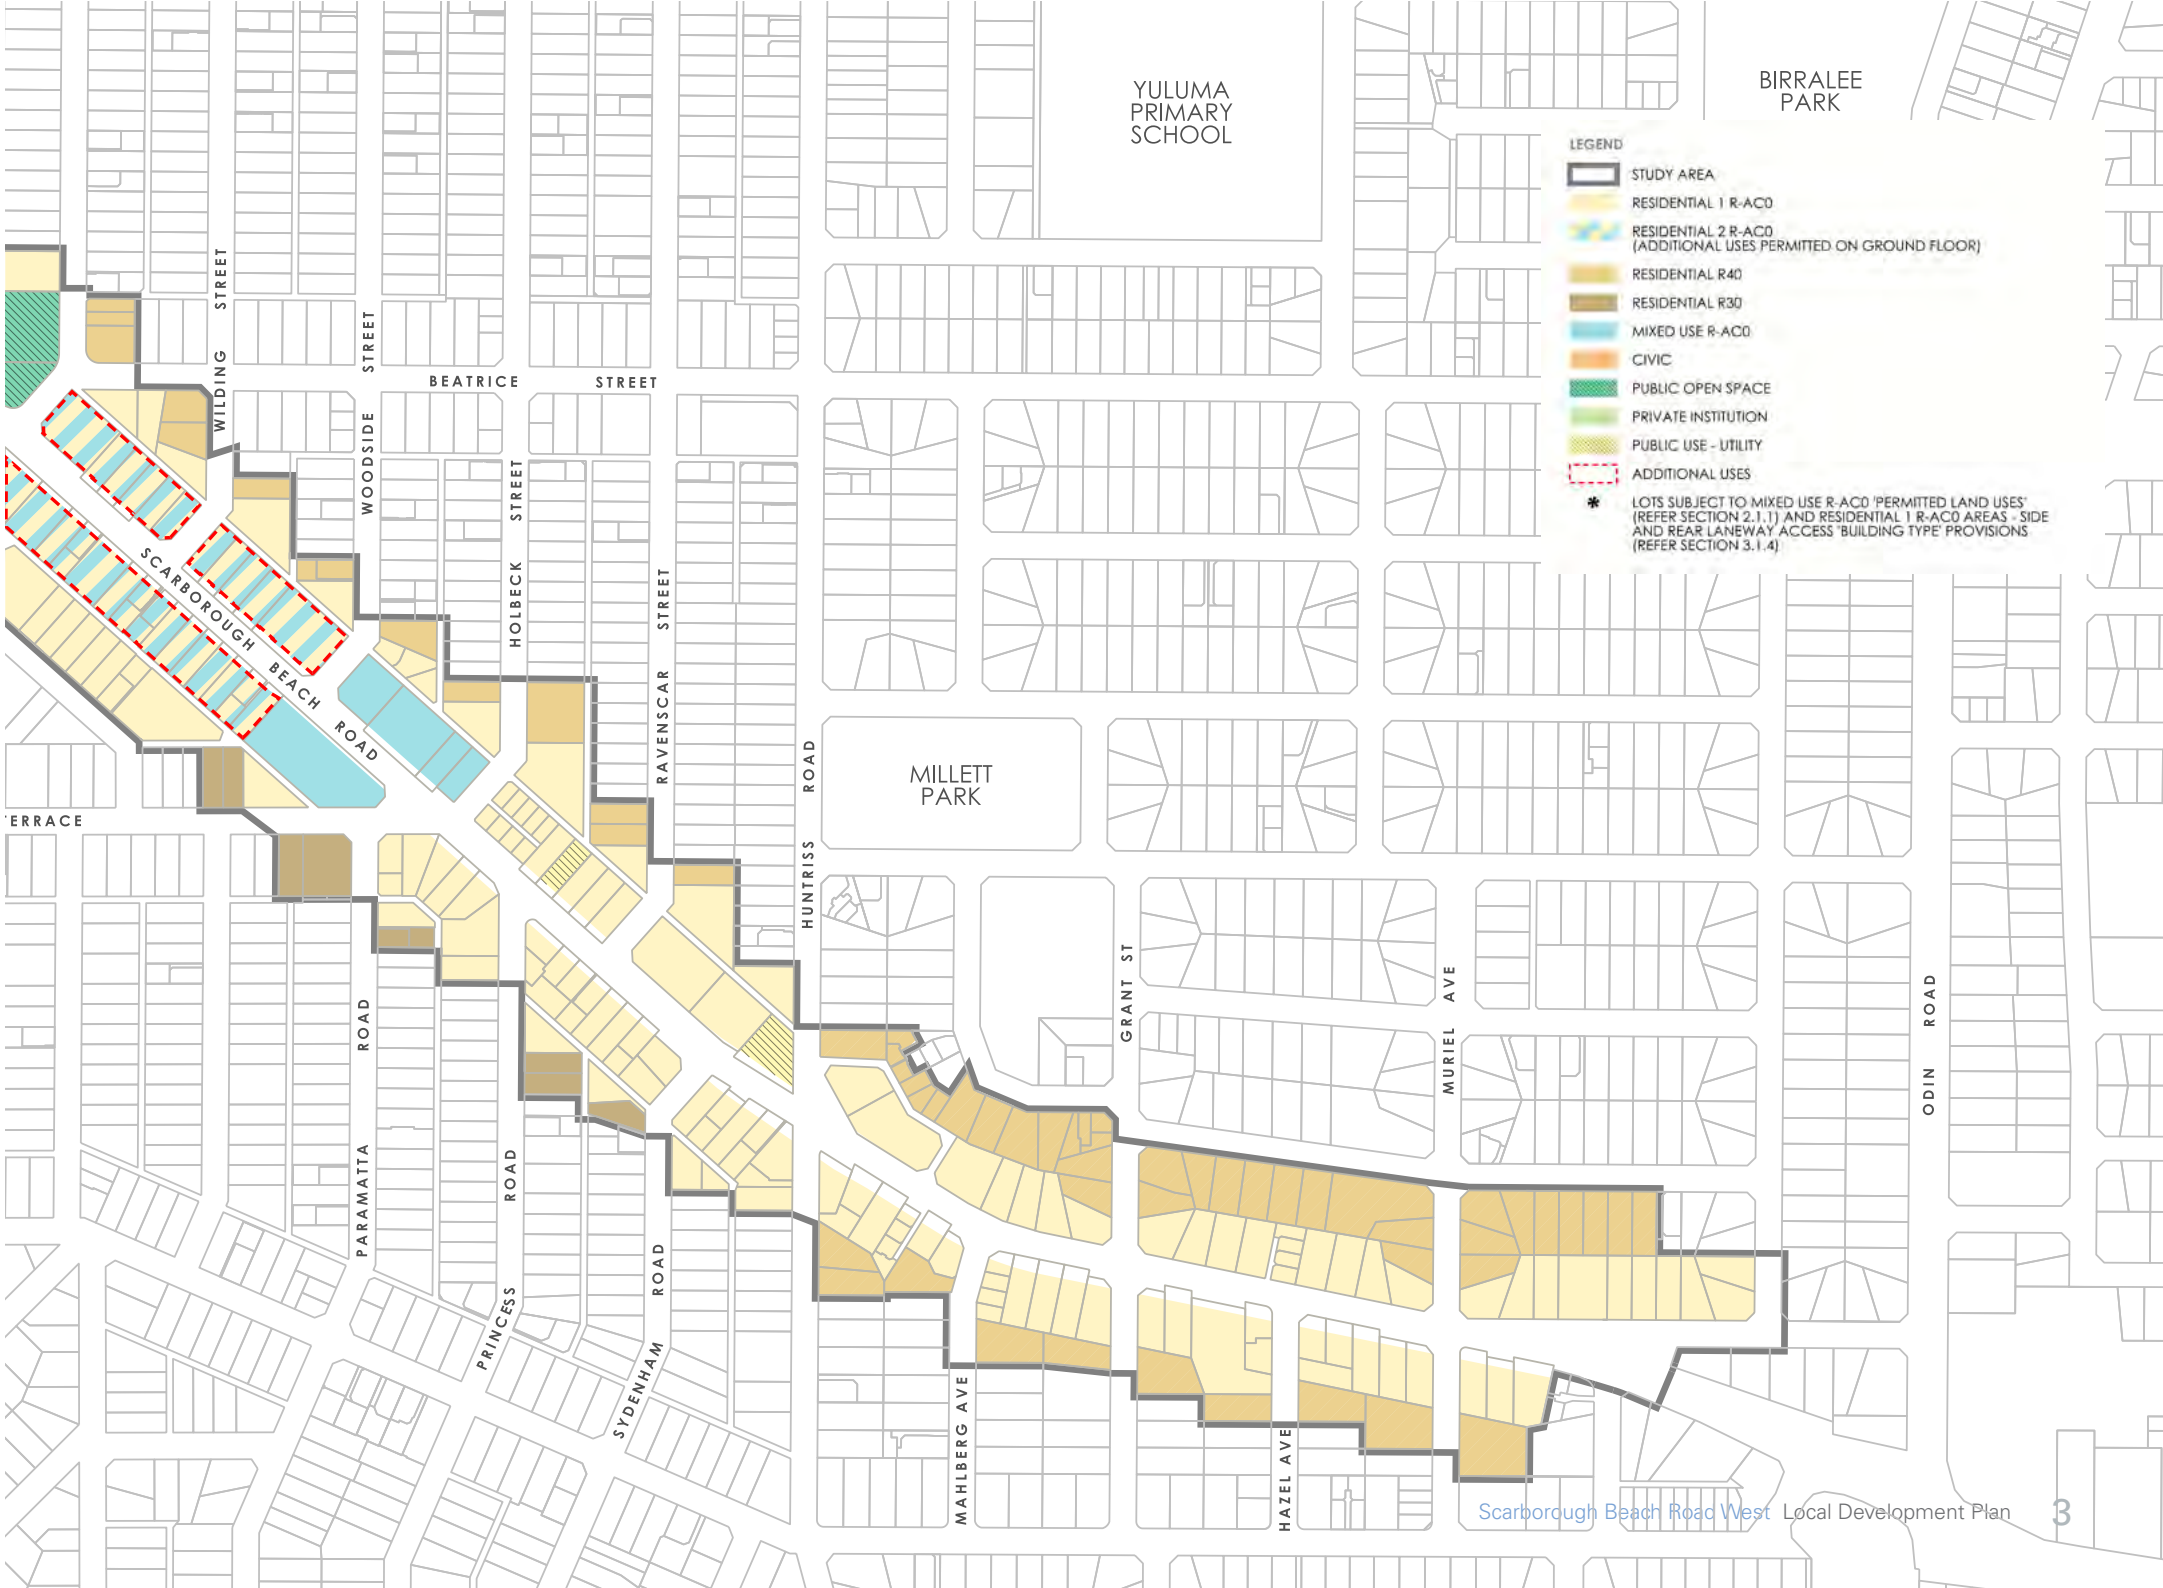 YULUMA
PRIMARY
SCHOOL
BIRRALEE
PARK
LEGEND
STUDY AREA
RESIDENTIAL 1 R-AC0
RESIDENTIAL 2 R-AC0
(ADDITIONAL USES PERMITTED ON GROUND FLOOR)
RESIDENTIAL R40
RESIDENTIAL R30
MIXED USE R-AC0
CIVIC
PUBLIC OPEN SPACE
PRIVATE INSTITUTION
PUBLIC USE - UTILITY
ADDITIONAL USES
* LOTS SUBJECT TO MIXED USE R-AC0 'PERMITTED LAND USES'
(REFER SECTION 2.1.1) AND RESIDENTIAL 1 R-AC0 AREAS - SIDE
AND REAR LANEWAY ACCESS 'BUILDING TYPE' PROVISIONS
(REFER SECTION 3.1.4)
WILDING STREET
WOODSIDE STREET
BEATRICE STREET
HOLBECK STREET
RAVENSCAR STREET
SCARBOROUGH BEACH ROAD
HUNTRISS ROAD
MILLETT
PARK
TERRACE
GRANT ST
MURIEL AVE
ODIN ROAD
PARAMATTA ROAD
PRINCESS ROAD
SYDENHAM ROAD
MAHLBERG AVE
HAZEL AVE
Scarborough Beach Road West Local Development Plan 3